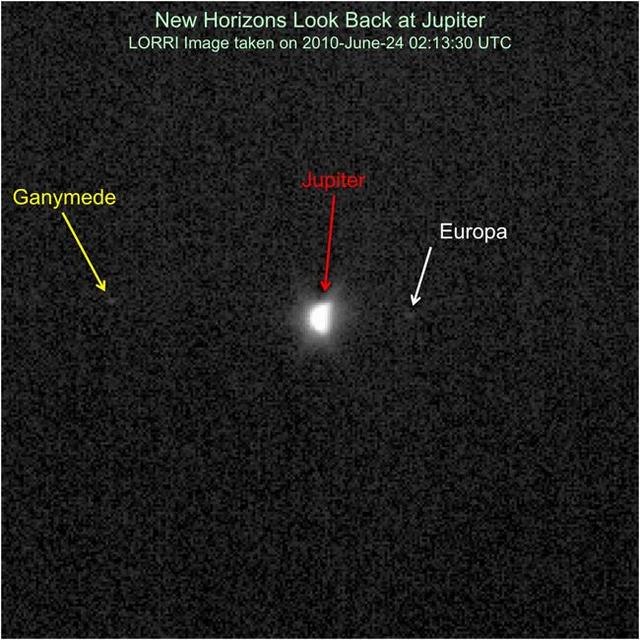 New Horizons Look Back at Jupiter
LORRI Image taken on 2010-June-24 02:13:30 UTC
Jupiter
Ganymede
Europa